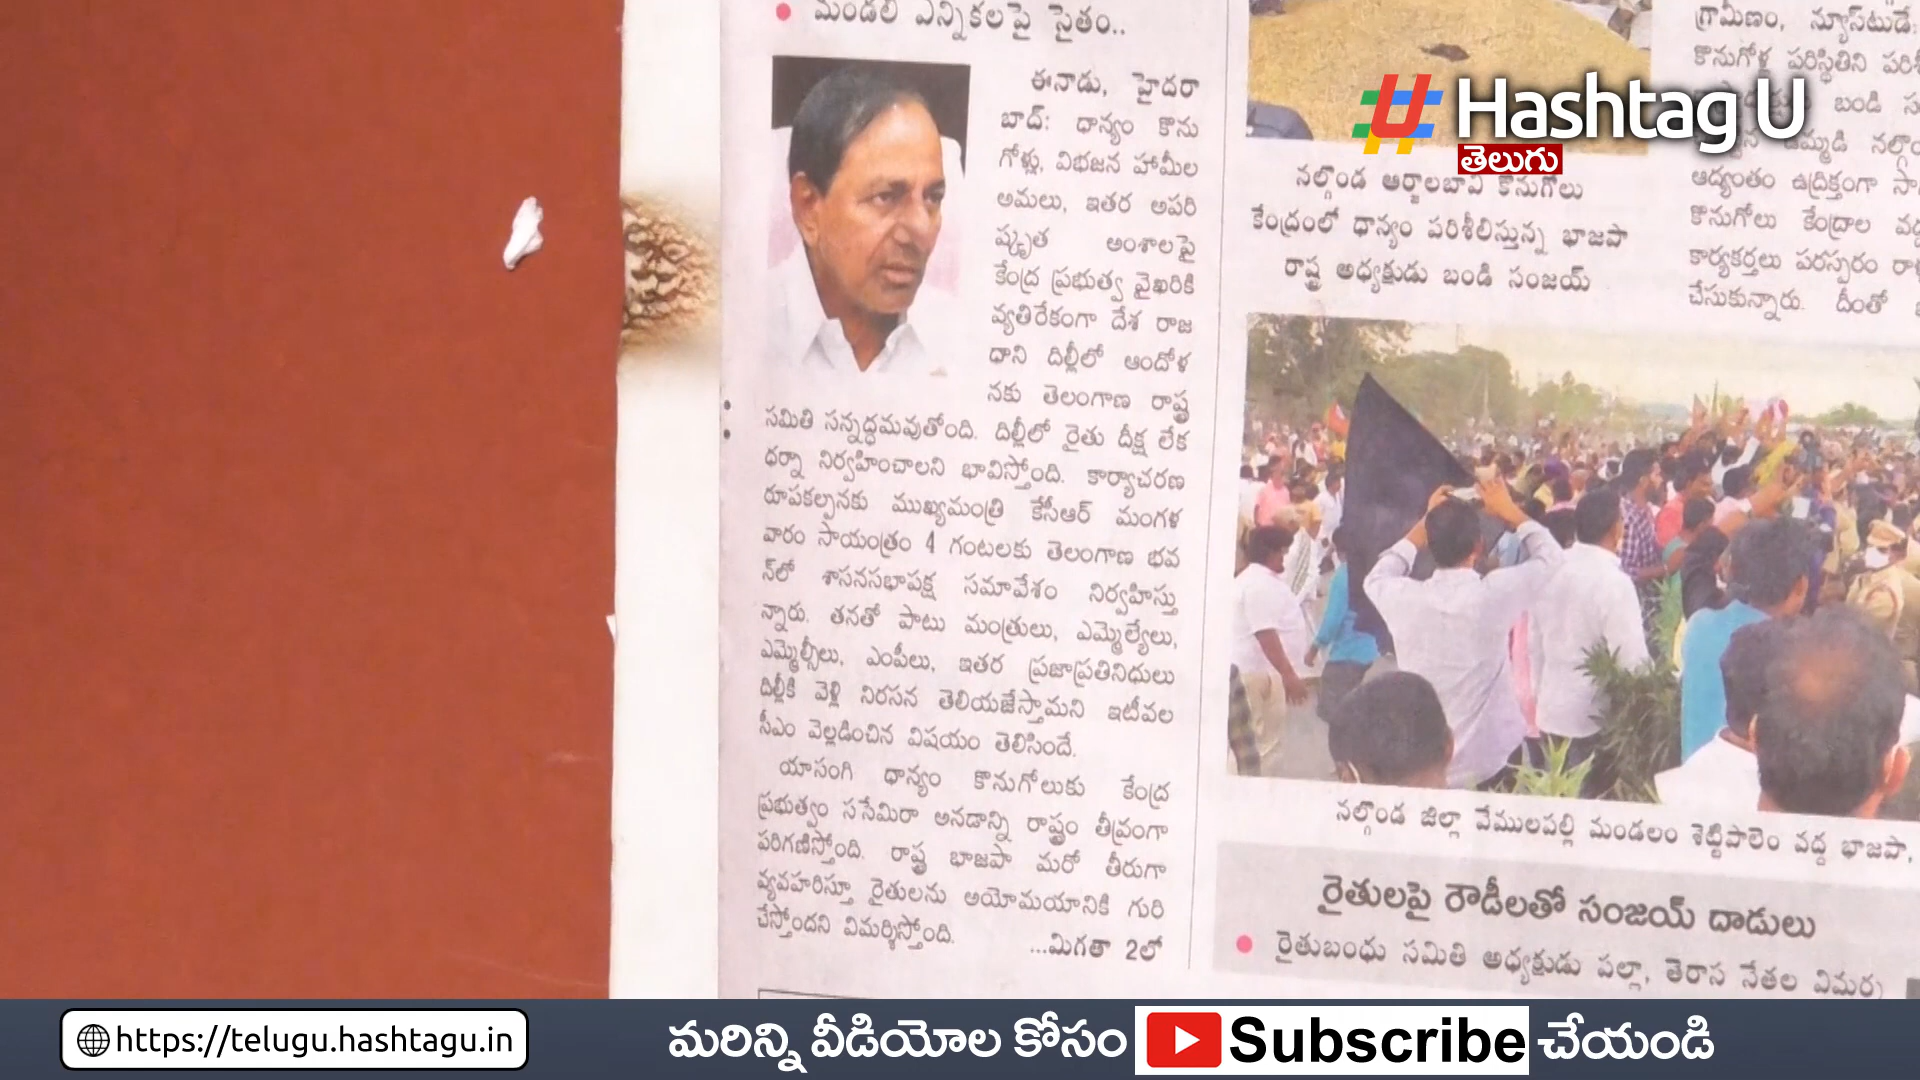 మండలి ఎన్నికలపై సైతం..
ఈనాడు, హైదరా
బాద్: ధాన్యం కొను
గోళ్లు, విభజన హామీల
అమలు, ఇతర అపరి
ష్కృత అంశాలపై
కేంద్ర ప్రభుత్వ వైఖరికి
వ్యతిరేకంగా దేశ రాజ
ధాని దిల్లీలో ఆందోళ
నకు తెలంగాణ రాష్ట్ర
సమితి సన్నద్ధమవుతోంది. దిల్లీలో రైతు దీక్ష లేక
ధర్నా నిర్వహించాలని భావిస్తోంది. కార్యాచరణ
రూపకల్పనకు ముఖ్యమంత్రి కేసీఆర్ మంగళ
వారం సాయంత్రం 4 గంటలకు తెలంగాణ భవ
న్‌లో శాసనసభాపక్ష సమావేశం నిర్వహిస్తు
న్నారు. తనతో పాటు మంత్రులు, ఎమ్మెల్యేలు,
ఎమ్మెల్సీలు, ఎంపీలు, ఇతర ప్రజాప్రతినిధులు
దిల్లీకి వెళ్లి నిరసన తెలియజేస్తామని ఇటీవల
సీఎం వెల్లడించిన విషయం తెలిసిందే.
యాసంగి ధాన్యం కొనుగోలుకు కేంద్ర
ప్రభుత్వం ససేమిరా అనడాన్ని రాష్ట్రం తీవ్రంగా
పరిగణిస్తోంది. రాష్ట్ర భాజపా మరో తీరుగా
వ్యవహరిస్తూ రైతులను అయోమయానికి గురి
చేస్తోందని విమర్శిస్తోంది. ...మిగతా 2లో
నల్గొండ ఆర్జాలబావి కొనుగోలు
కేంద్రంలో ధాన్యం పరిశీలిస్తున్న భాజపా
రాష్ట్ర అధ్యక్షుడు బండి సంజయ్
నల్గొండ జిల్లా వేములపల్లి మండలం శెట్టిపాలెం వద్ద భాజపా,
రైతులపై రౌడీలతో సంజయ్ దాడులు
రైతుబంధు సమితి అధ్యక్షుడు పల్లా, తెరాస నేతల విమర్శ
గ్రామీణం, న్యూస్‌టుడే:
కొనుగోళ్ల పరిస్థితిని
బండి
ఉమ్మడి
ఆద్యంతం ఉద్రిక్తంగా
కొనుగోలు కేంద్రాల వద్ద
కార్యకర్తలు పరస్పరం
చేసుకున్నారు. దీంతో
Hashtag U
తెలుగు
https://telugu.hashtagu.in
మరిన్ని వీడియోల కోసం Subscribe చేయండి